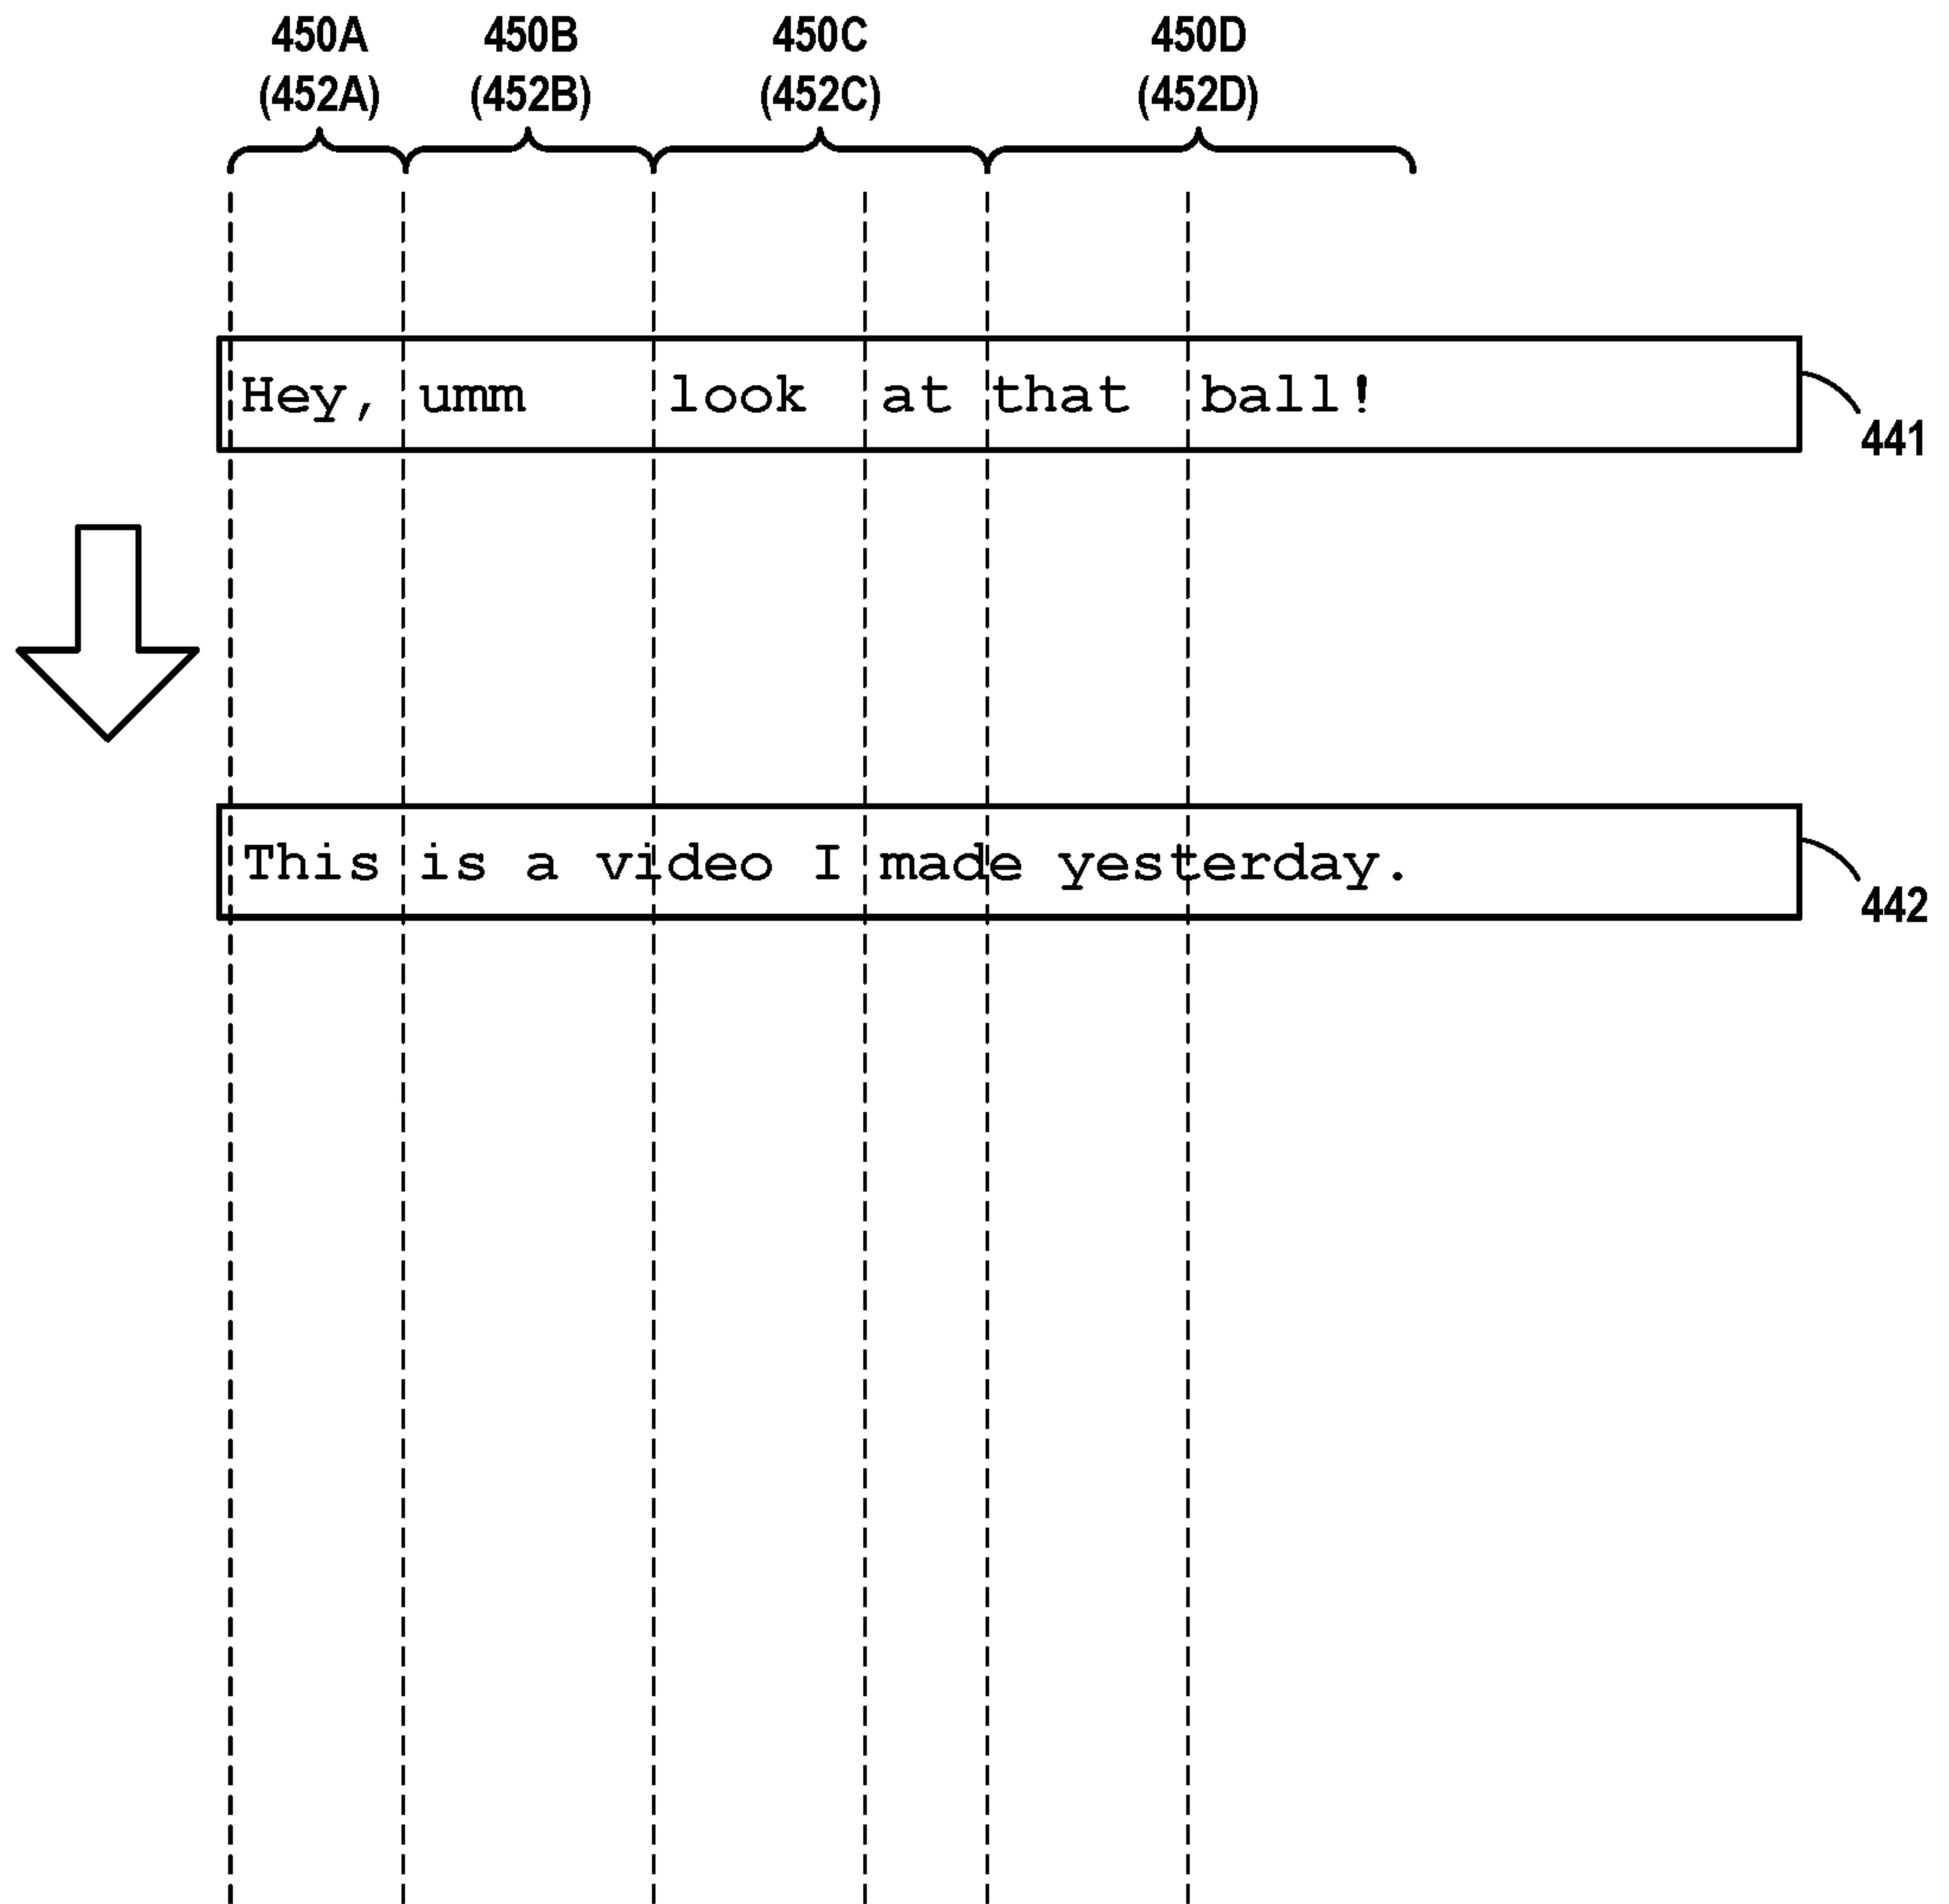 450A 450B 450C 450D
(452A) (452B) (452C) (452D)
Hey, umm look at that ball!
441
This is a video I made yesterday.
442